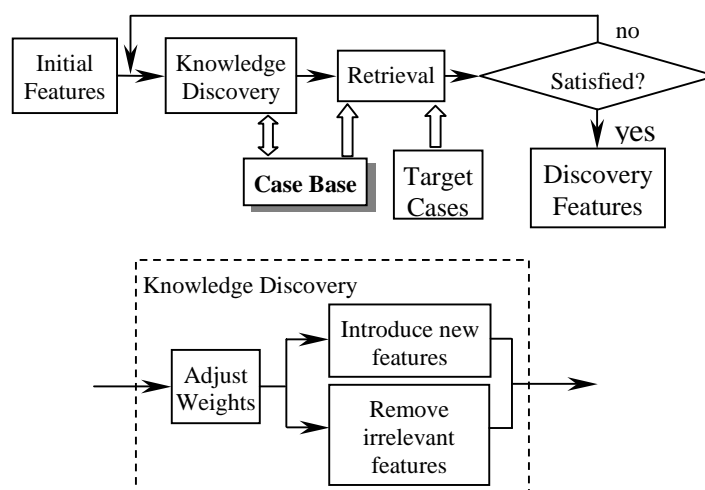 no
Initial
Features
Knowledge
Discovery
Retrieval
Satisfied?
yes
Case Base
Target
Cases
Discovery
Features
Knowledge Discovery
Introduce new
features
Adjust
Weights
Remove
irrelevant
features